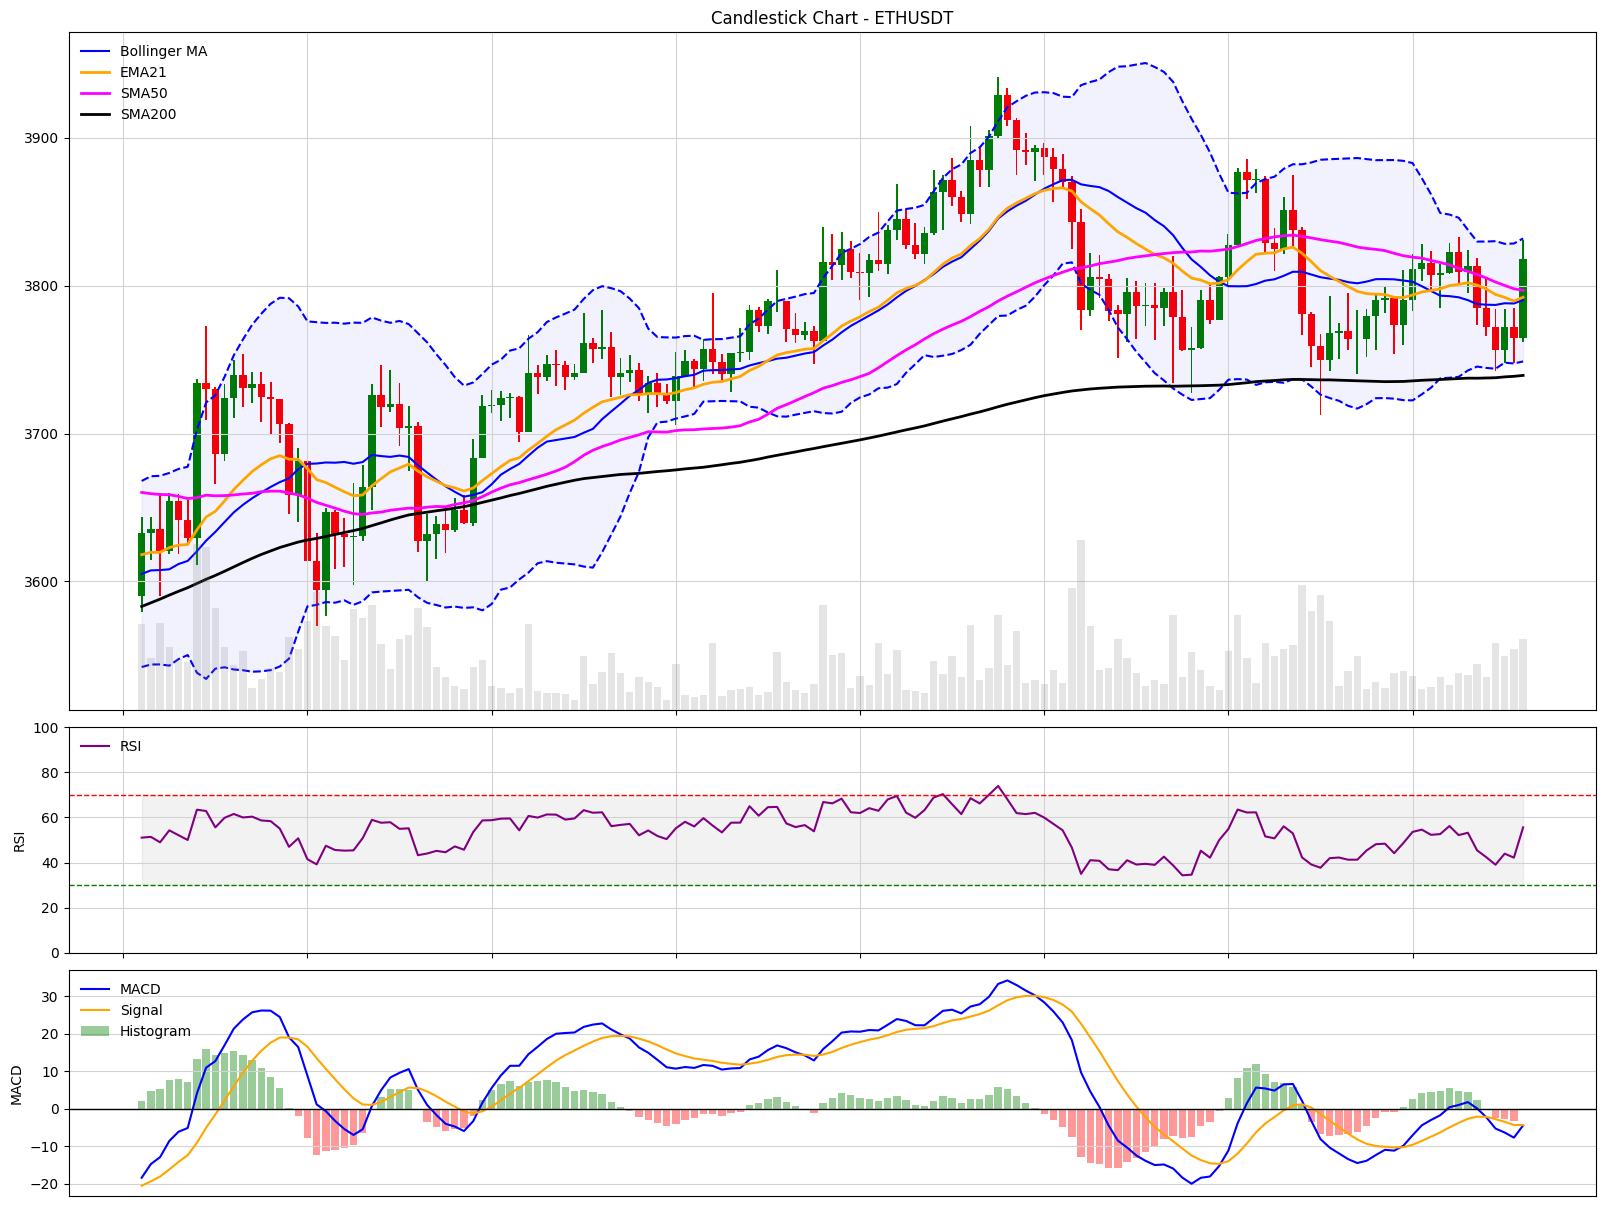 Candlestick Chart - ETHUSDT
Bollinger MA
EMA21
SMA50
SMA200
3900
3800
3700
3600
100
80
60
40
20
0
RSI
RSI
30
20
10
0
−10
−20
MACD
MACD
Signal
Histogram